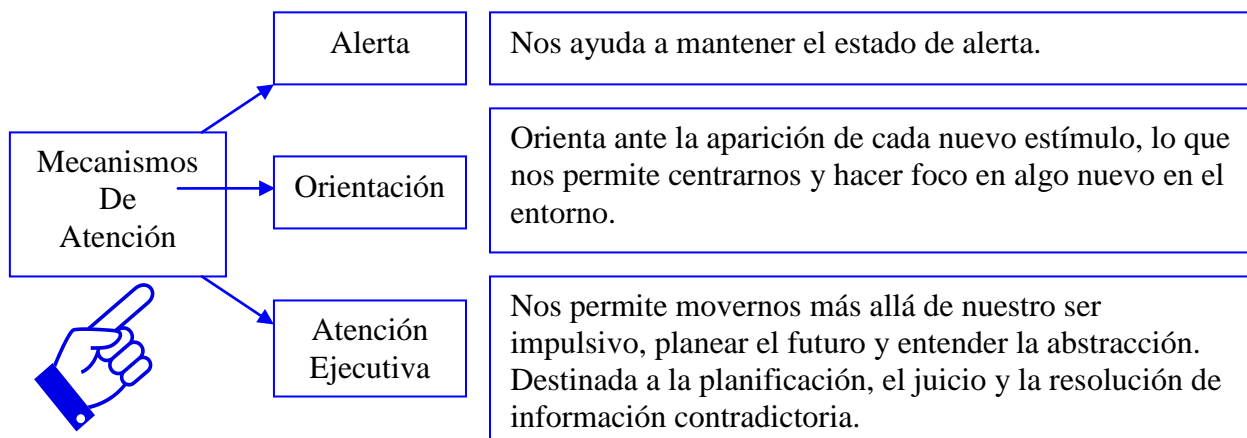 Alerta
Nos ayuda a mantener el estado de alerta.
Mecanismos
De
Atención
Orientación
Orienta ante la aparición de cada nuevo estímulo, lo que
nos permite centrarnos y hacer foco en algo nuevo en el
entorno.
Atención
Ejecutiva
Nos permite movernos más allá de nuestro ser
impulsivo, planear el futuro y entender la abstracción.
Destinada a la planificación, el juicio y la resolución de
información contradictoria.